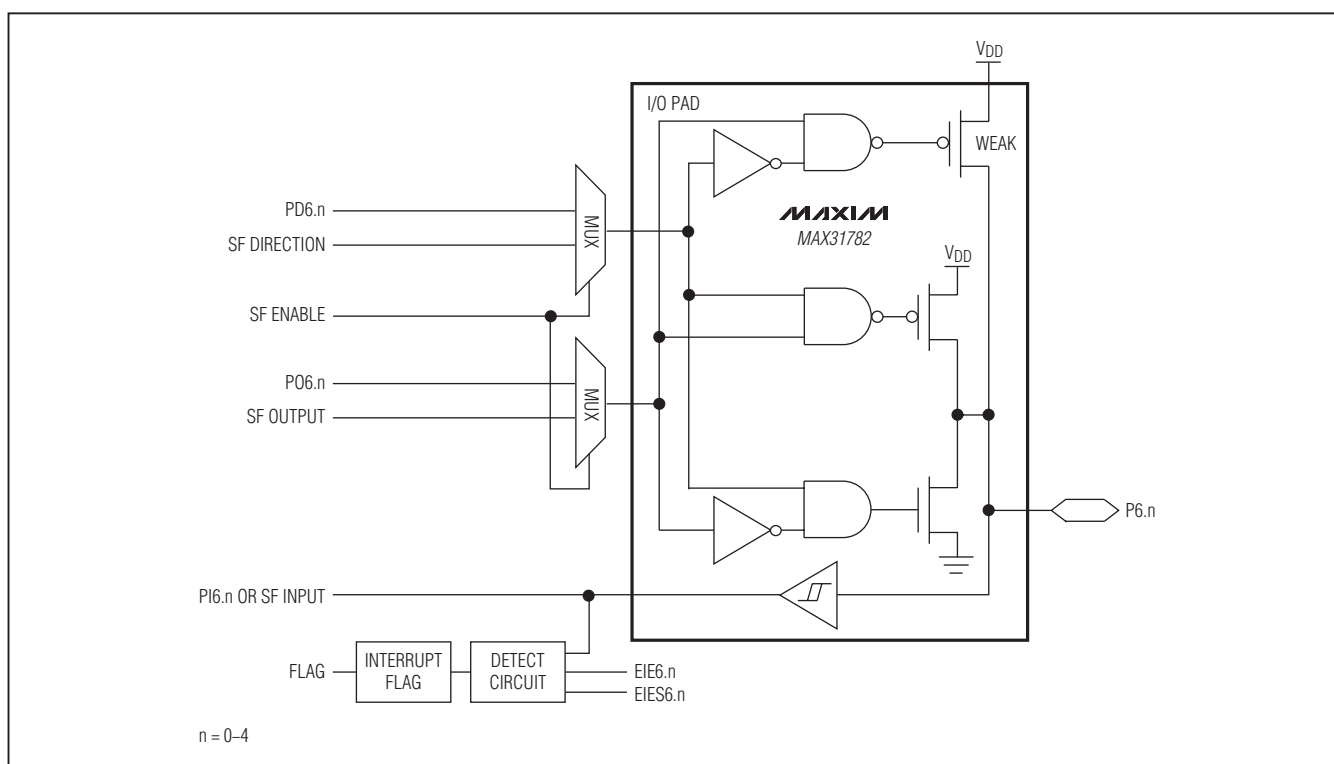 VDD
I/O PAD
WEAK
PD6.n
SF DIRECTION
MUX
MAXIM
MAX31782
VDD
SF ENABLE
PO6.n
SF OUTPUT
MUX
P6.n
PI6.n OR SF INPUT
FLAG
INTERRUPT
FLAG
DETECT
CIRCUIT
EIE6.n
EIES6.n
n = 0–4